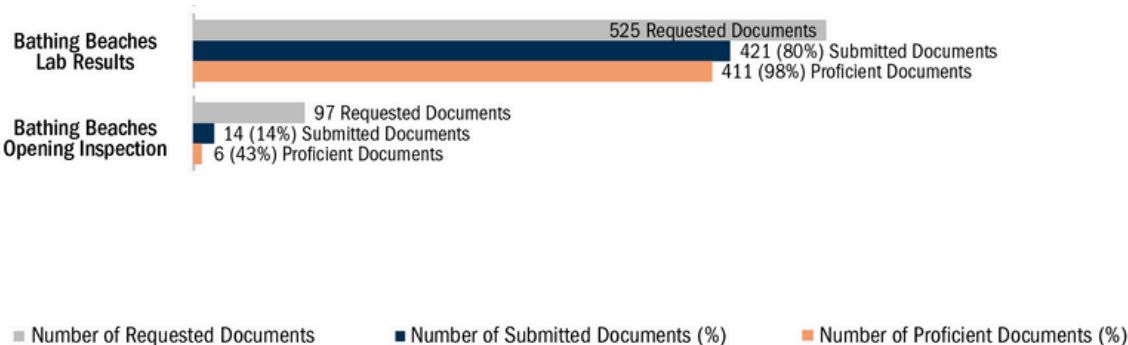 Bathing Beaches
Lab Results
525 Requested Documents
421 (80%) Submitted Documents
411 (98%) Proficient Documents
Bathing Beaches
Opening Inspection
97 Requested Documents
14 (14%) Submitted Documents
6 (43%) Proficient Documents
Number of Requested Documents
Number of Submitted Documents (%)
Number of Proficient Documents (%)